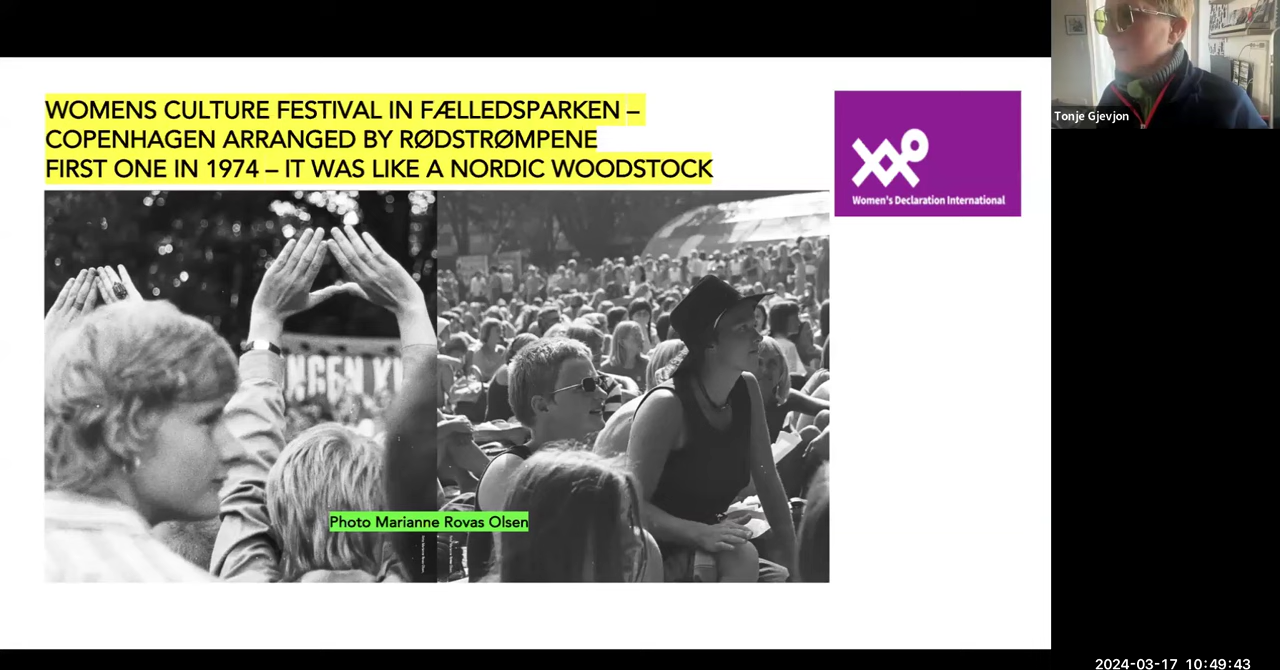 WOMENS CULTURE FESTIVAL IN FÆLLEDSPARKEN –
COPENHAGEN ARRANGED BY RØDSTRØMPENE
FIRST ONE IN 1974 – IT WAS LIKE A NORDIC WOODSTOCK
Women's Declaration International
Tonje Gjevjon
Photo Marianne Rovas Olsen
2024-03-17 10:49:43